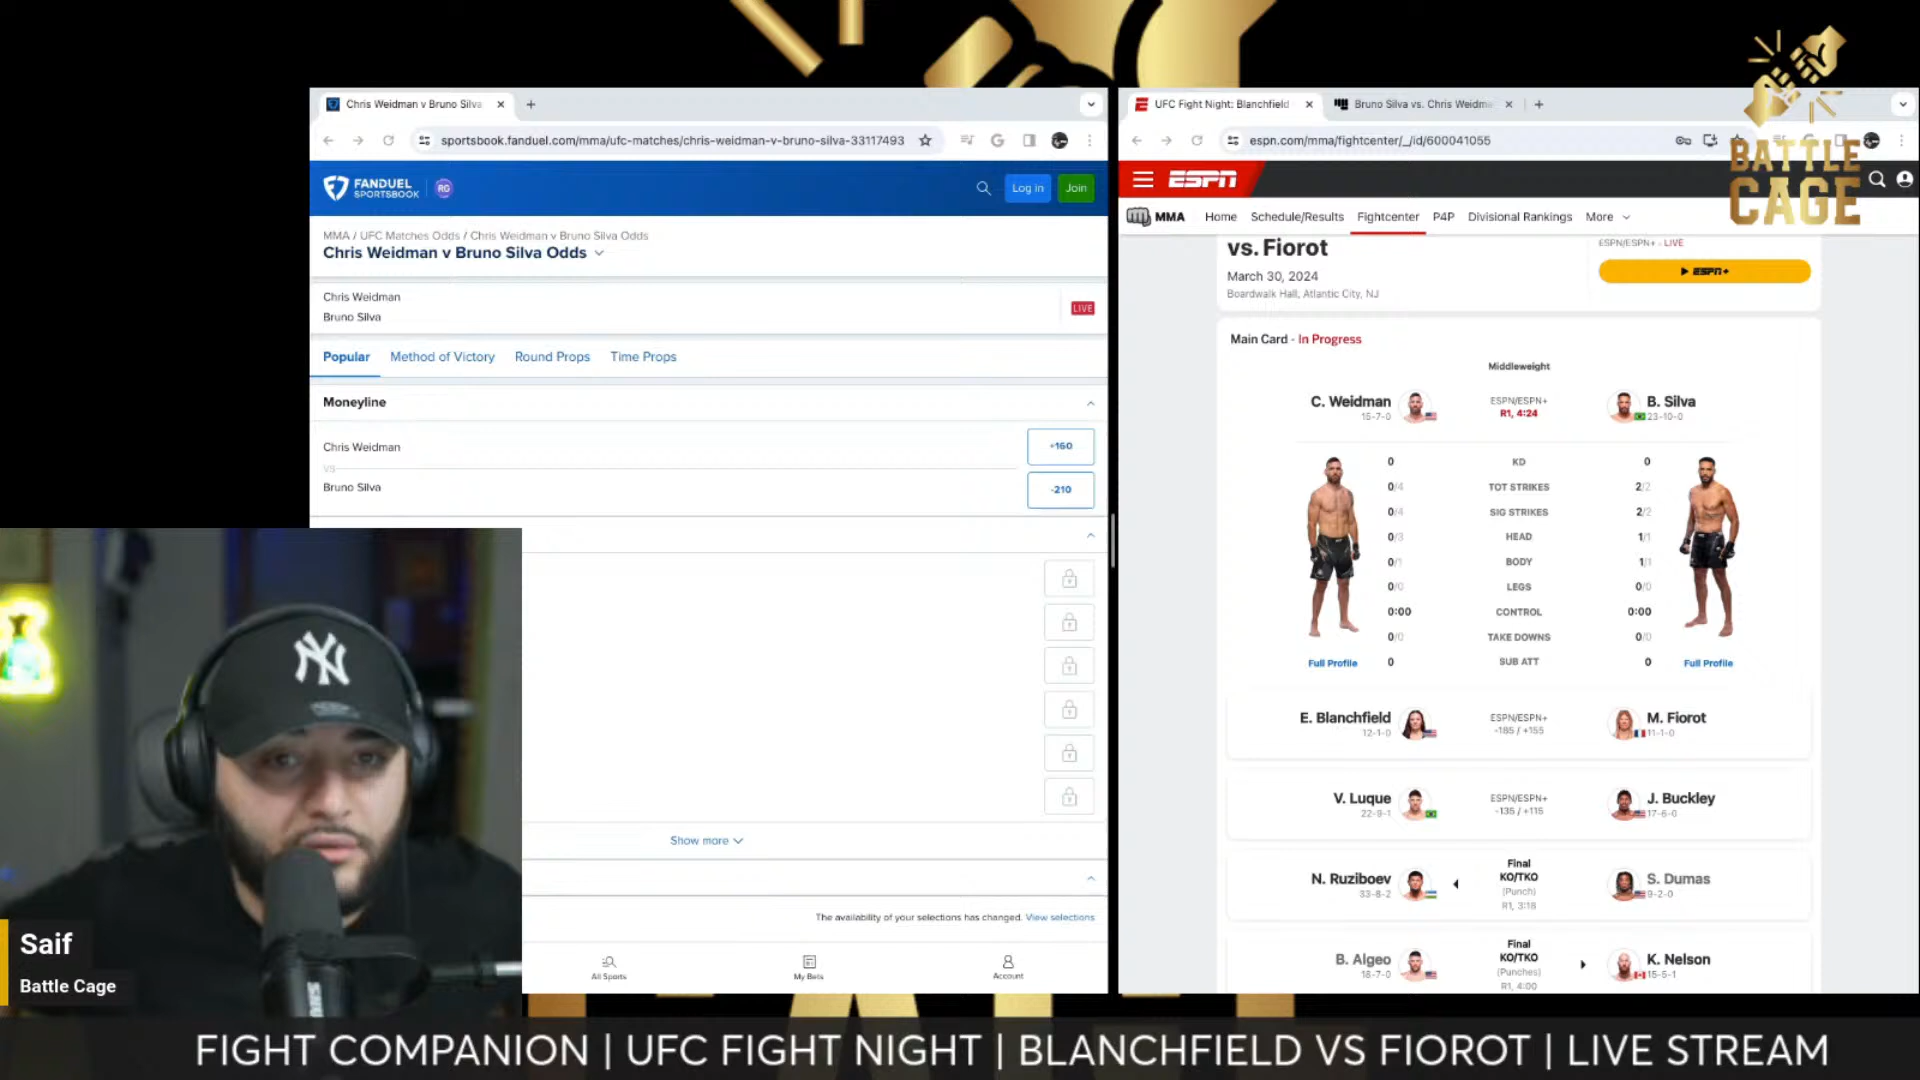 Chris Weidman v Bruno Silva
sportsbook.fanduel.com/mma/ufc-matches/chris-weidman-v-bruno-silva-33117493
FANDUEL
SPORTSBOOK
RG
Log in
Join
MMA / UFC Matches Odds / Chris Weidman v Bruno Silva Odds
Chris Weidman v Bruno Silva Odds
Chris Weidman
Bruno Silva
LIVE
Popular Method of Victory Round Props Time Props
Moneyline
Chris Weidman
+160
VS
Bruno Silva
-210
Show more
The availability of your selections has changed. View selections
All Sports
My Bets
Account
UFC Fight Night: Blanchfield
Bruno Silva vs. Chris Weidm
espn.com/mma/fightcenter/_/id/600041055
BATTLE
CAGE
ESPN
MMA Home Schedule/Results Fightcenter P4P Divisional Rankings More
vs. Fiorot
March 30, 2024
Boardwalk Hall, Atlantic City, NJ
ESPN/ESPN+ - LIVE
ESPN+
Main Card - In Progress
Middleweight
C. Weidman
15-7-0
ESPN/ESPN+
R1, 4:24
B. Silva
23-10-0
0 KD 0
0/4 TOT STRIKES 2/2
0/4 SIG STRIKES 2/2
0/3 HEAD 1/1
0/1 BODY 1/1
0/0 LEGS 0/0
0:00 CONTROL 0:00
0/0 TAKE DOWNS 0/0
Full Profile 0 SUB ATT 0 Full Profile
E. Blanchfield
12-1-0
ESPN/ESPN+
-185 / +155
M. Fiorot
11-1-0
V. Luque
22-9-1
ESPN/ESPN+
-135 / +115
J. Buckley
17-6-0
N. Ruziboev
33-8-2
Final
KO/TKO
(Punch)
R1, 3:18
S. Dumas
9-2-0
B. Algeo
18-7-0
Final
KO/TKO
(Punches)
R1, 4:00
K. Nelson
15-5-1
NY
Saif
Battle Cage
FIGHT COMPANION | UFC FIGHT NIGHT | BLANCHFIELD VS FIOROT | LIVE STREAM